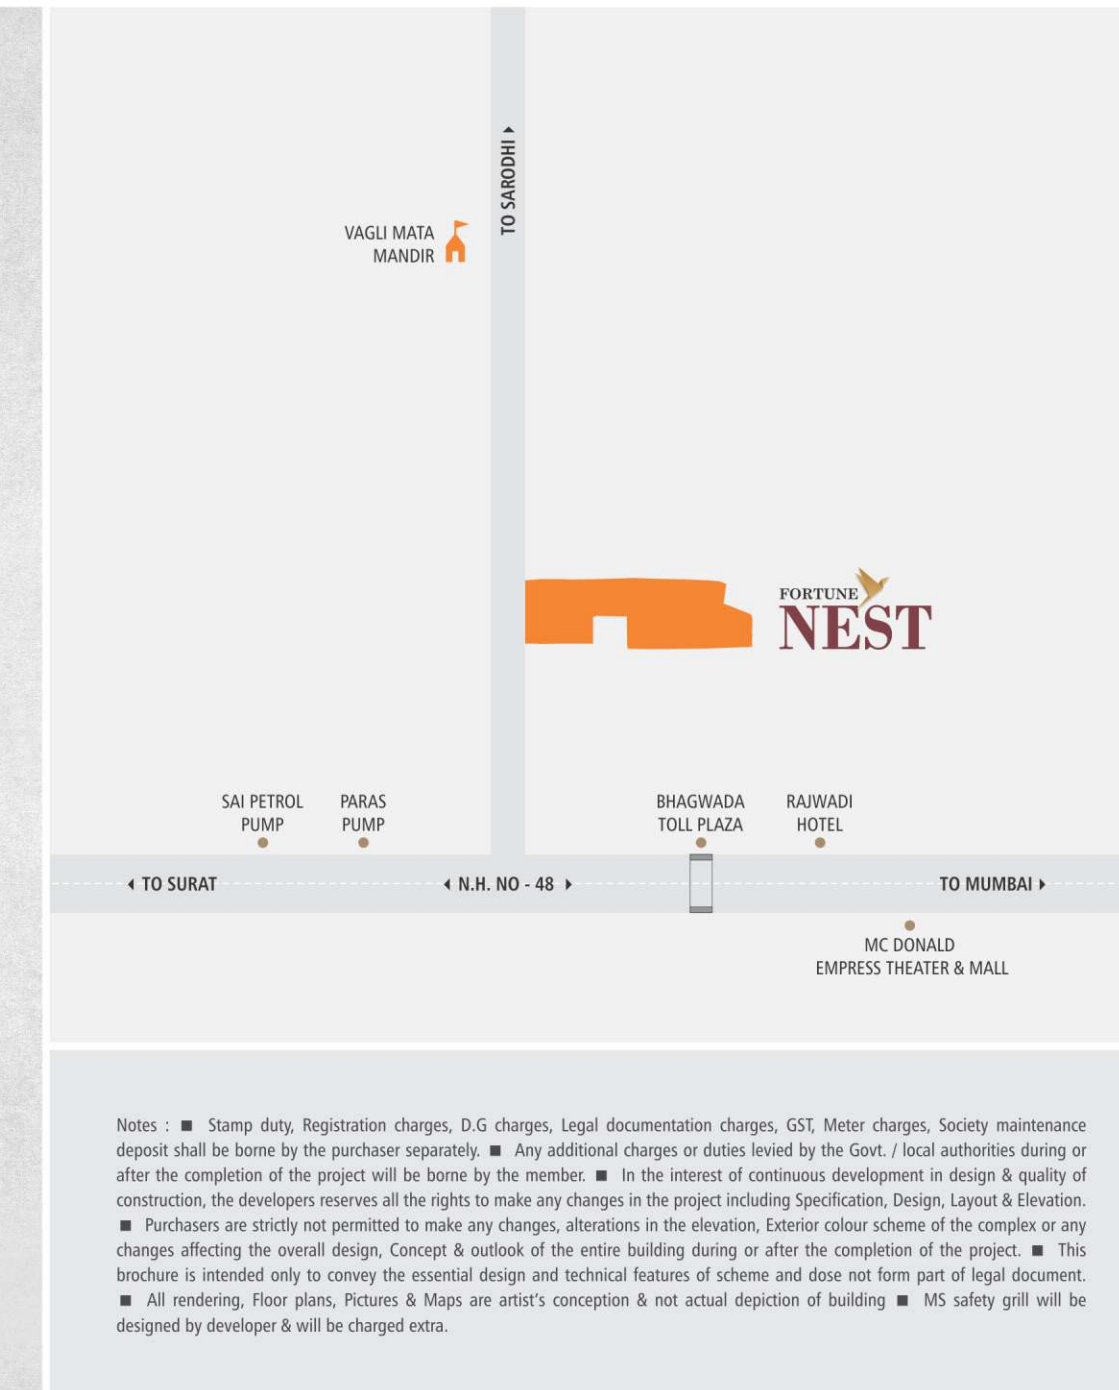 TO SARODHI
VAGLI MATA
MANDIR
FORTUNE
NEST
SAI PETROL
PUMP
PARAS
PUMP
BHAGWADA
TOLL PLAZA
RAJWADI
HOTEL
TO SURAT
N.H. NO - 48
TO MUMBAI
MC DONALD
EMPRESS THEATER & MALL
Notes : ■ Stamp duty, Registration charges, D.G charges, Legal documentation charges, GST, Meter charges, Society maintenance
deposit shall be borne by the purchaser separately. ■ Any additional charges or duties levied by the Govt. / local authorities during or
after the completion of the project will be borne by the member. ■ In the interest of continuous development in design & quality of
construction, the developers reserves all the rights to make any changes in the project including Specification, Design, Layout & Elevation.
■ Purchasers are strictly not permitted to make any changes, alterations in the elevation, Exterior colour scheme of the complex or any
changes affecting the overall design, Concept & outlook of the entire building during or after the completion of the project. ■ This
brochure is intended only to convey the essential design and technical features of scheme and dose not form part of legal document.
■ All rendering, Floor plans, Pictures & Maps are artist's conception & not actual depiction of building ■ MS safety grill will be
designed by developer & will be charged extra.